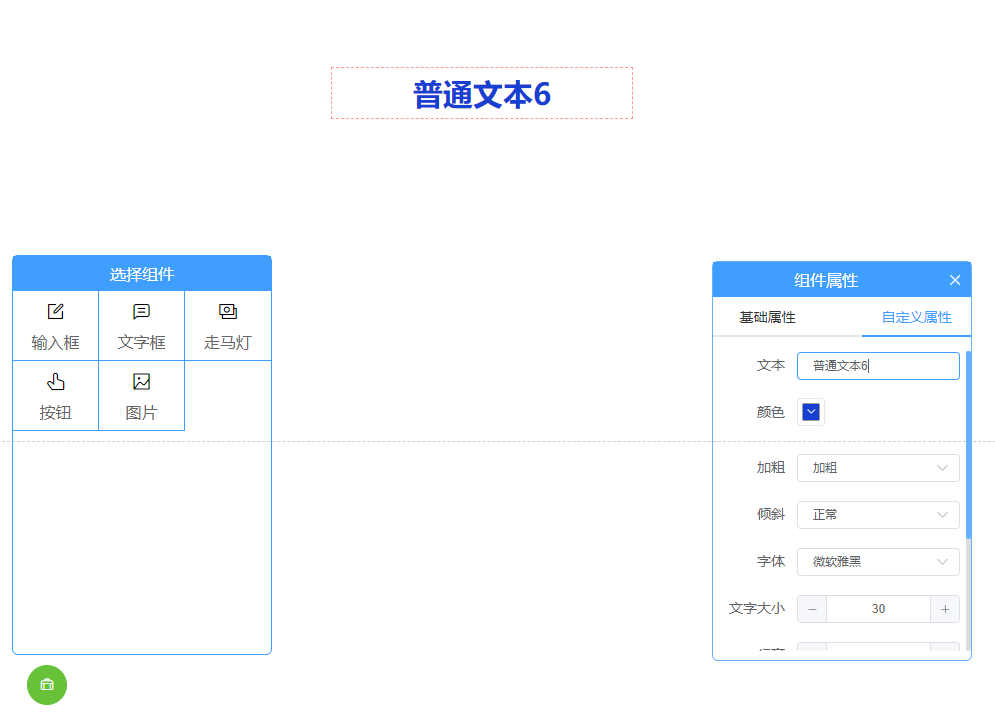 普通文本6
选择组件
输入框 文字框 走马灯
按钮 图片
组件属性
基础属性 自定义属性
文本 普通文本6
颜色
加粗 加粗
倾斜 正常
字体 微软雅黑
文字大小 30